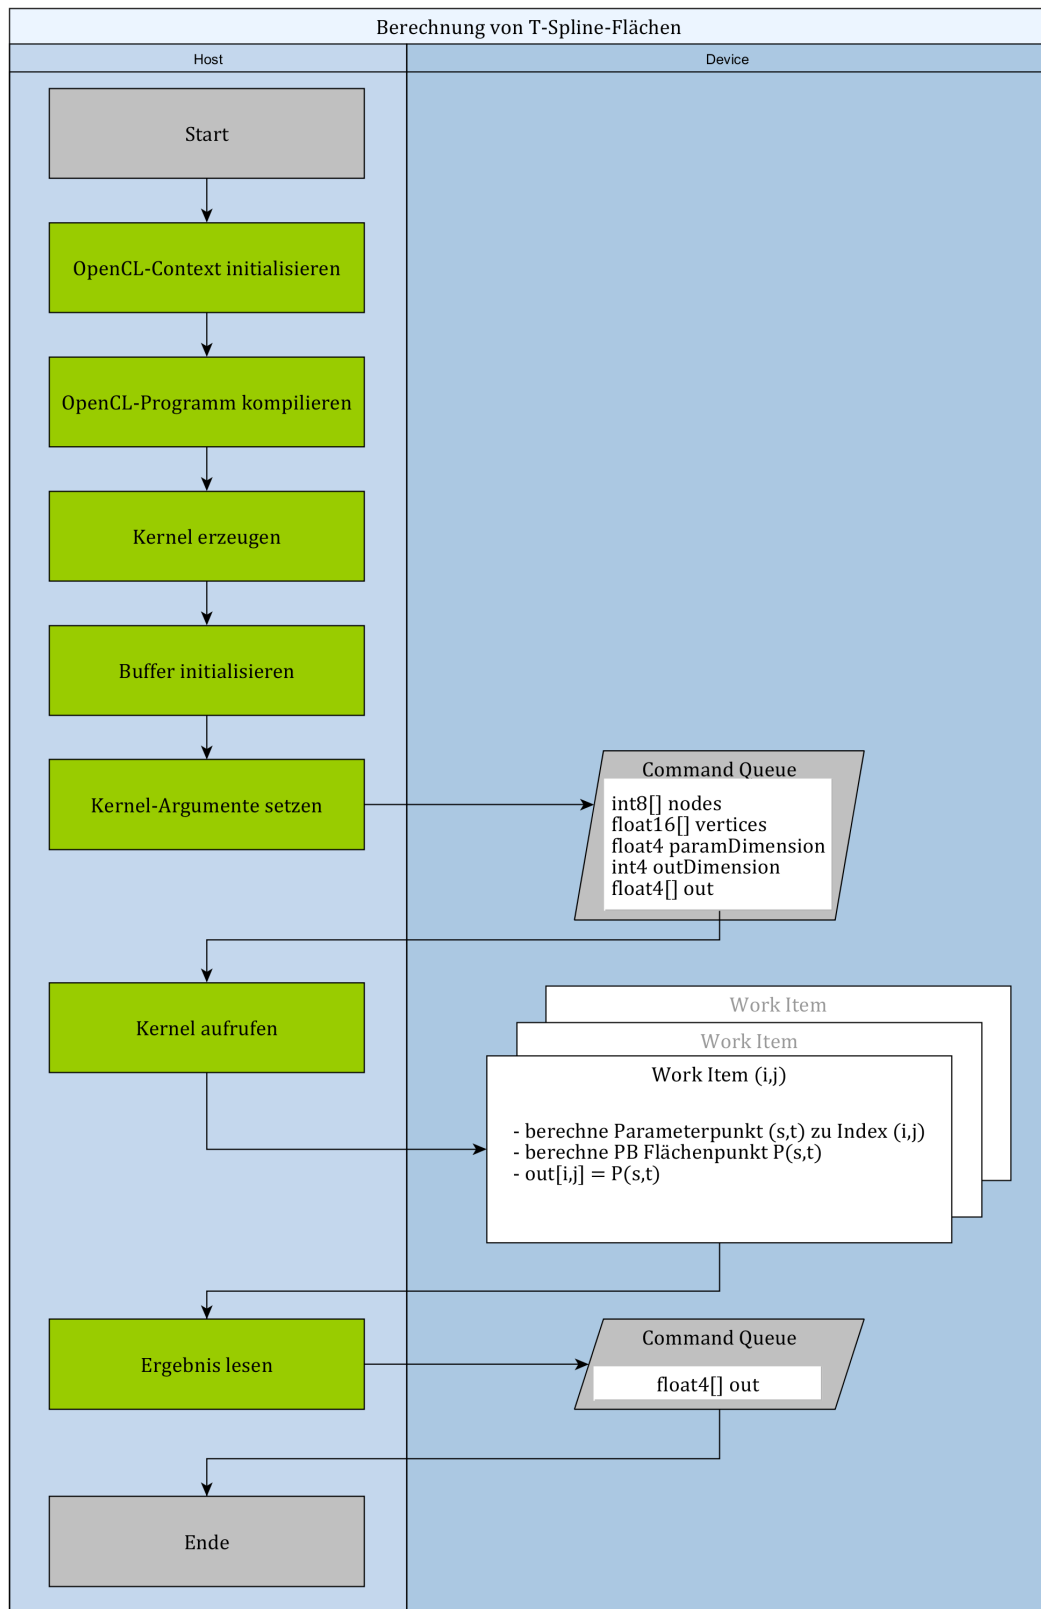 Berechnung von T-Spline-Flächen
Host
Device
Start
OpenCL-Context initialisieren
OpenCL-Programm kompilieren
Kernel erzeugen
Buffer initialisieren
Kernel-Argumente setzen
Command Queue
int8[] nodes
float16[] vertices
float4 paramDimension
int4 outDimension
float4[] out
Kernel aufrufen
Work Item
Work Item
Work Item (i,j)
- berechne Parameterpunkt (s,t) zu Index (i,j)
- berechne PB Flächenpunkt P(s,t)
- out[i,j] = P(s,t)
Ergebnis lesen
Command Queue
float4[] out
Ende